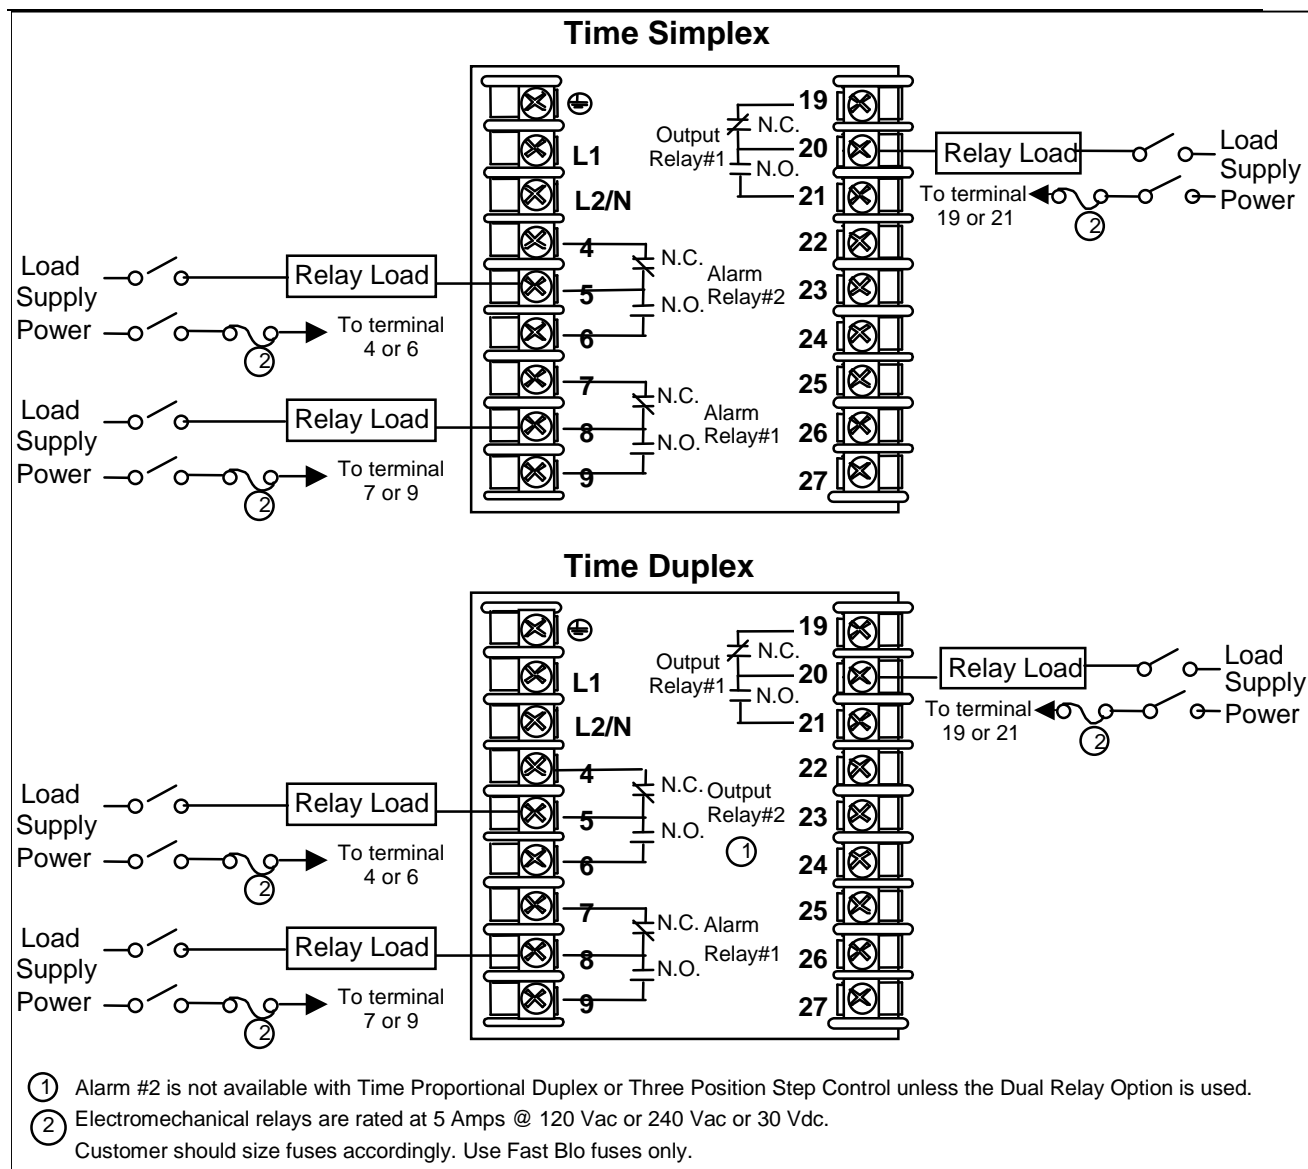 Time Simplex
19
N.C.
Output
Relay#1
20
N.O.
21
L1
L2/N
Relay Load
Load
Supply
Power
To terminal
19 or 21
2
22
4
N.C.
Alarm
Relay#2
23
5
N.O.
24
6
Load
Supply
Power
Relay Load
To terminal
4 or 6
2
25
7
N.C.
Alarm
Relay#1
26
8
N.O.
27
9
Load
Supply
Power
Relay Load
To terminal
7 or 9
2
Time Duplex
19
N.C.
Output
Relay#1
20
N.O.
21
L1
L2/N
Relay Load
Load
Supply
Power
To terminal
19 or 21
2
22
4
N.C. Output
Relay#2
23
5
N.O.
1
24
6
Load
Supply
Power
Relay Load
To terminal
4 or 6
2
25
7
N.C. Alarm
Relay#1
26
8
N.O.
27
9
Load
Supply
Power
Relay Load
To terminal
7 or 9
2
1 Alarm #2 is not available with Time Proportional Duplex or Three Position Step Control unless the Dual Relay Option is used.
2 Electromechanical relays are rated at 5 Amps @ 120 Vac or 240 Vac or 30 Vdc.
Customer should size fuses accordingly. Use Fast Blo fuses only.